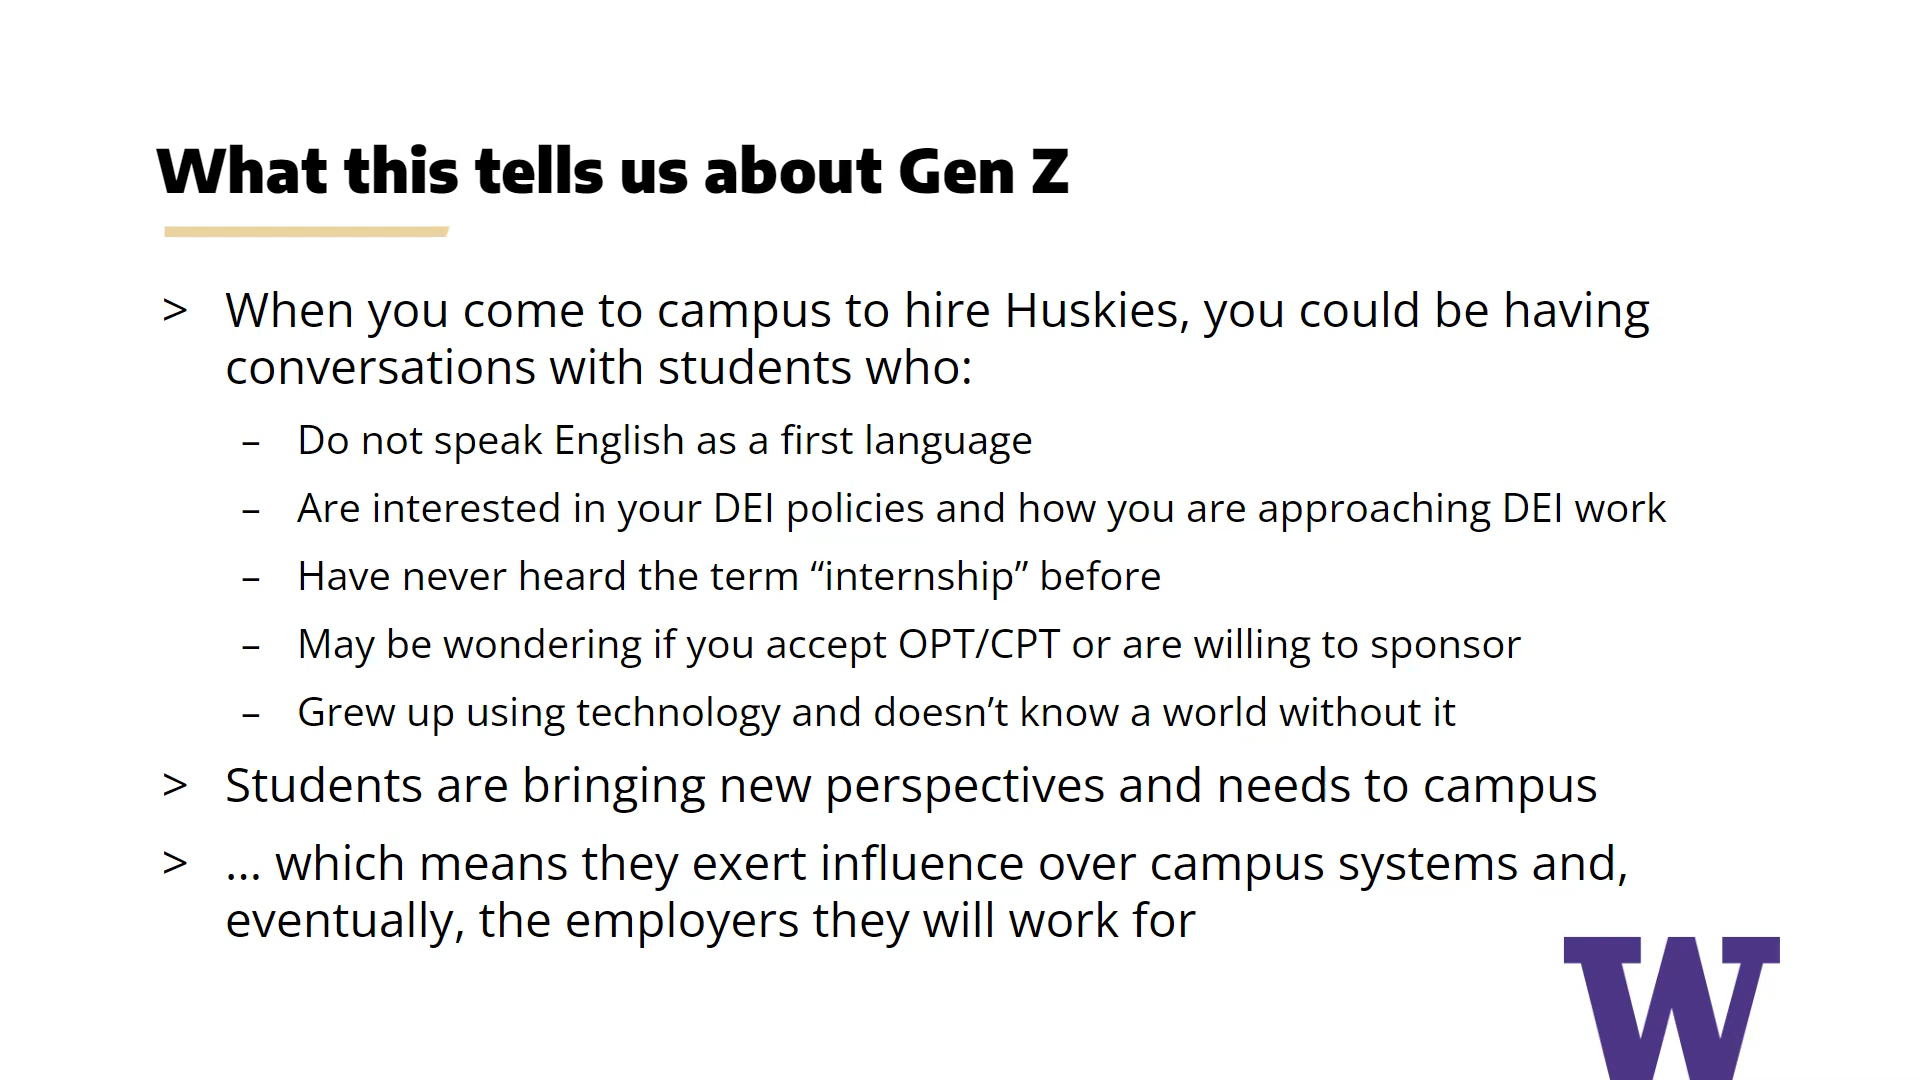 What this tells us about Gen Z
> When you come to campus to hire Huskies, you could be having
conversations with students who:
– Do not speak English as a first language
– Are interested in your DEI policies and how you are approaching DEI work
– Have never heard the term “internship” before
– May be wondering if you accept OPT/CPT or are willing to sponsor
– Grew up using technology and doesn’t know a world without it
> Students are bringing new perspectives and needs to campus
> … which means they exert influence over campus systems and,
eventually, the employers they will work for
W